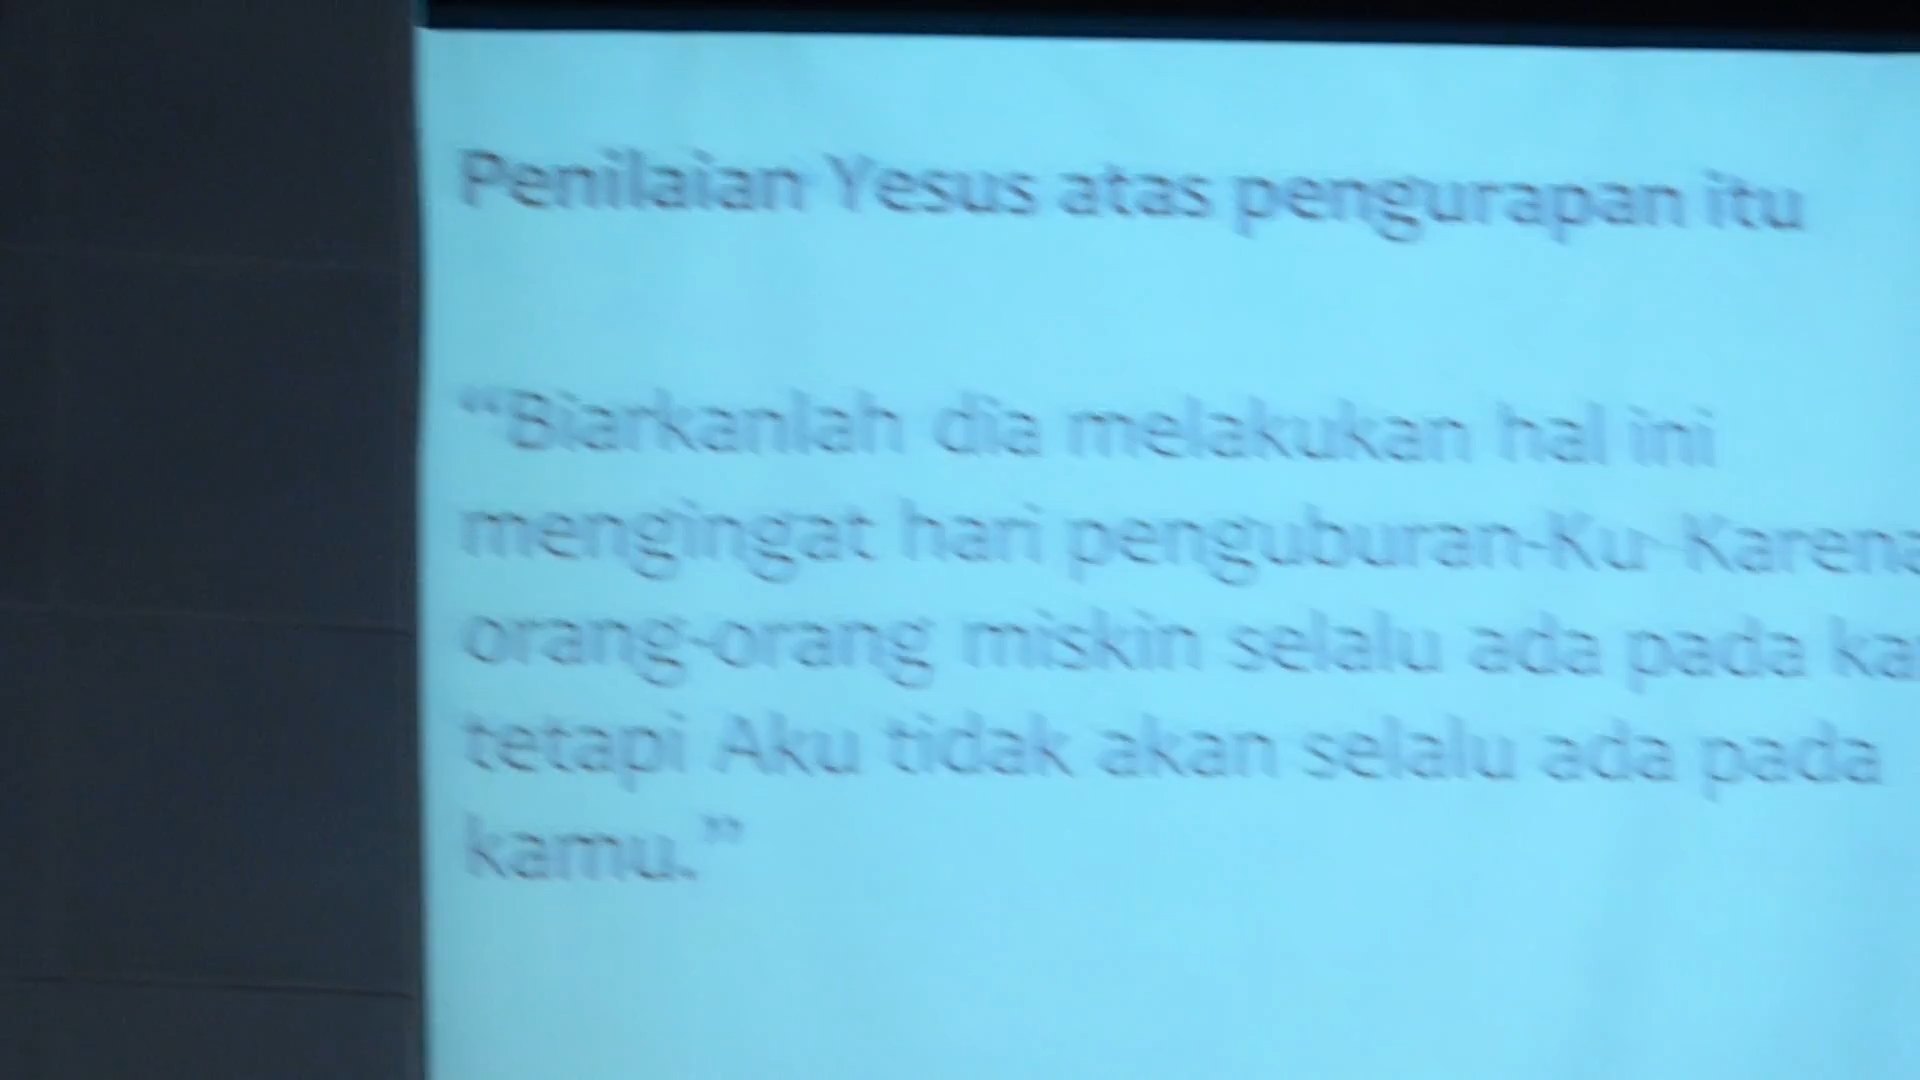 Penilaian Yesus atas pengurapan itu
“Biarkanlah dia melakukan hal ini
mengingat hari penguburan-Ku Karena
orang-orang miskin selalu ada pada
tetapi Aku tidak akan selalu ada pada
kamu.”